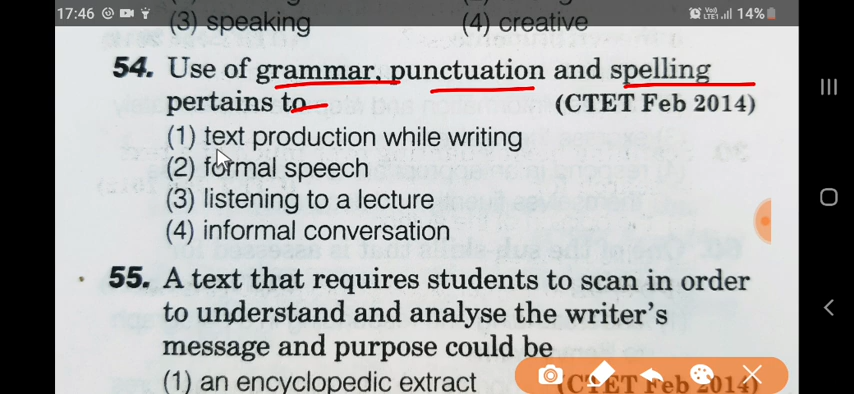 17:46 14%
(3) speaking (4) creative
54. Use of grammar, punctuation and spelling
pertains to (CTET Feb 2014)
(1) text production while writing
(2) formal speech
(3) listening to a lecture
(4) informal conversation
55. A text that requires students to scan in order
to understand and analyse the writer's
message and purpose could be
(1) an encyclopedic extract (CTET Feb 2014)